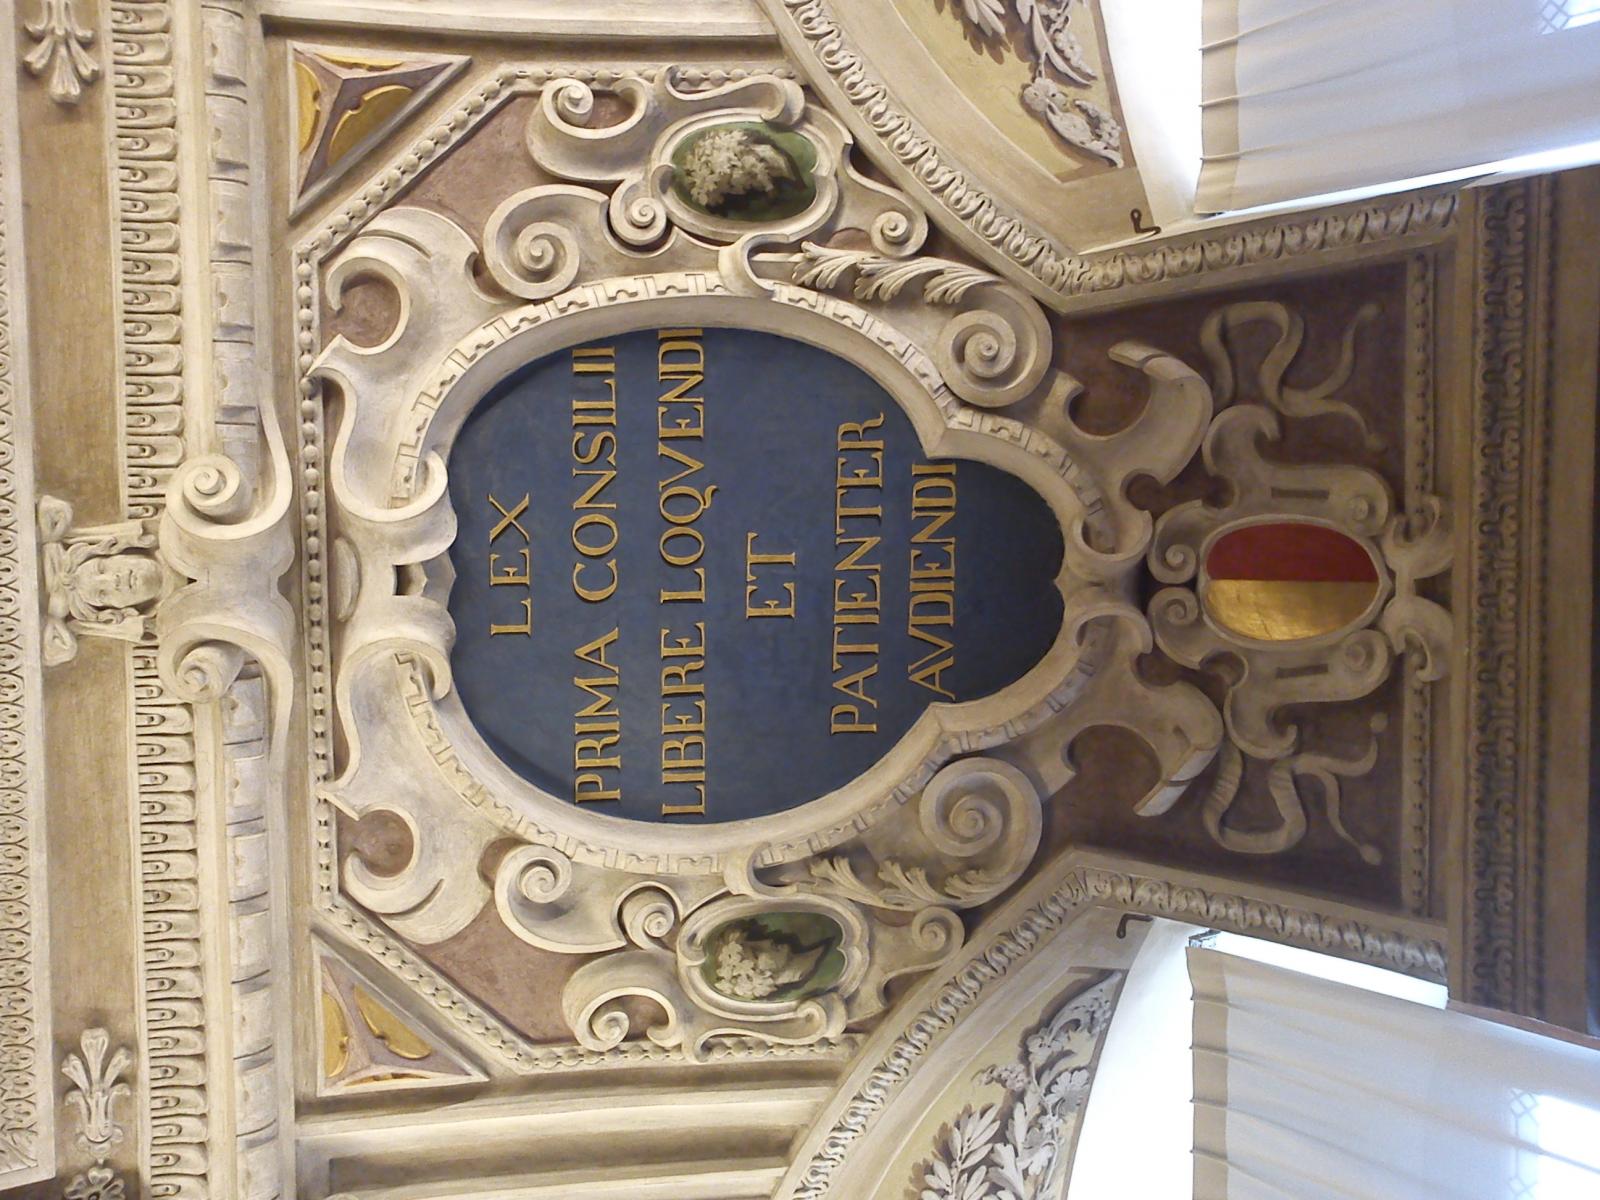 LEX
PRIMA CONSILII
LIBERE LOQVENDI
ET
PATIENTER
AVDIENDI